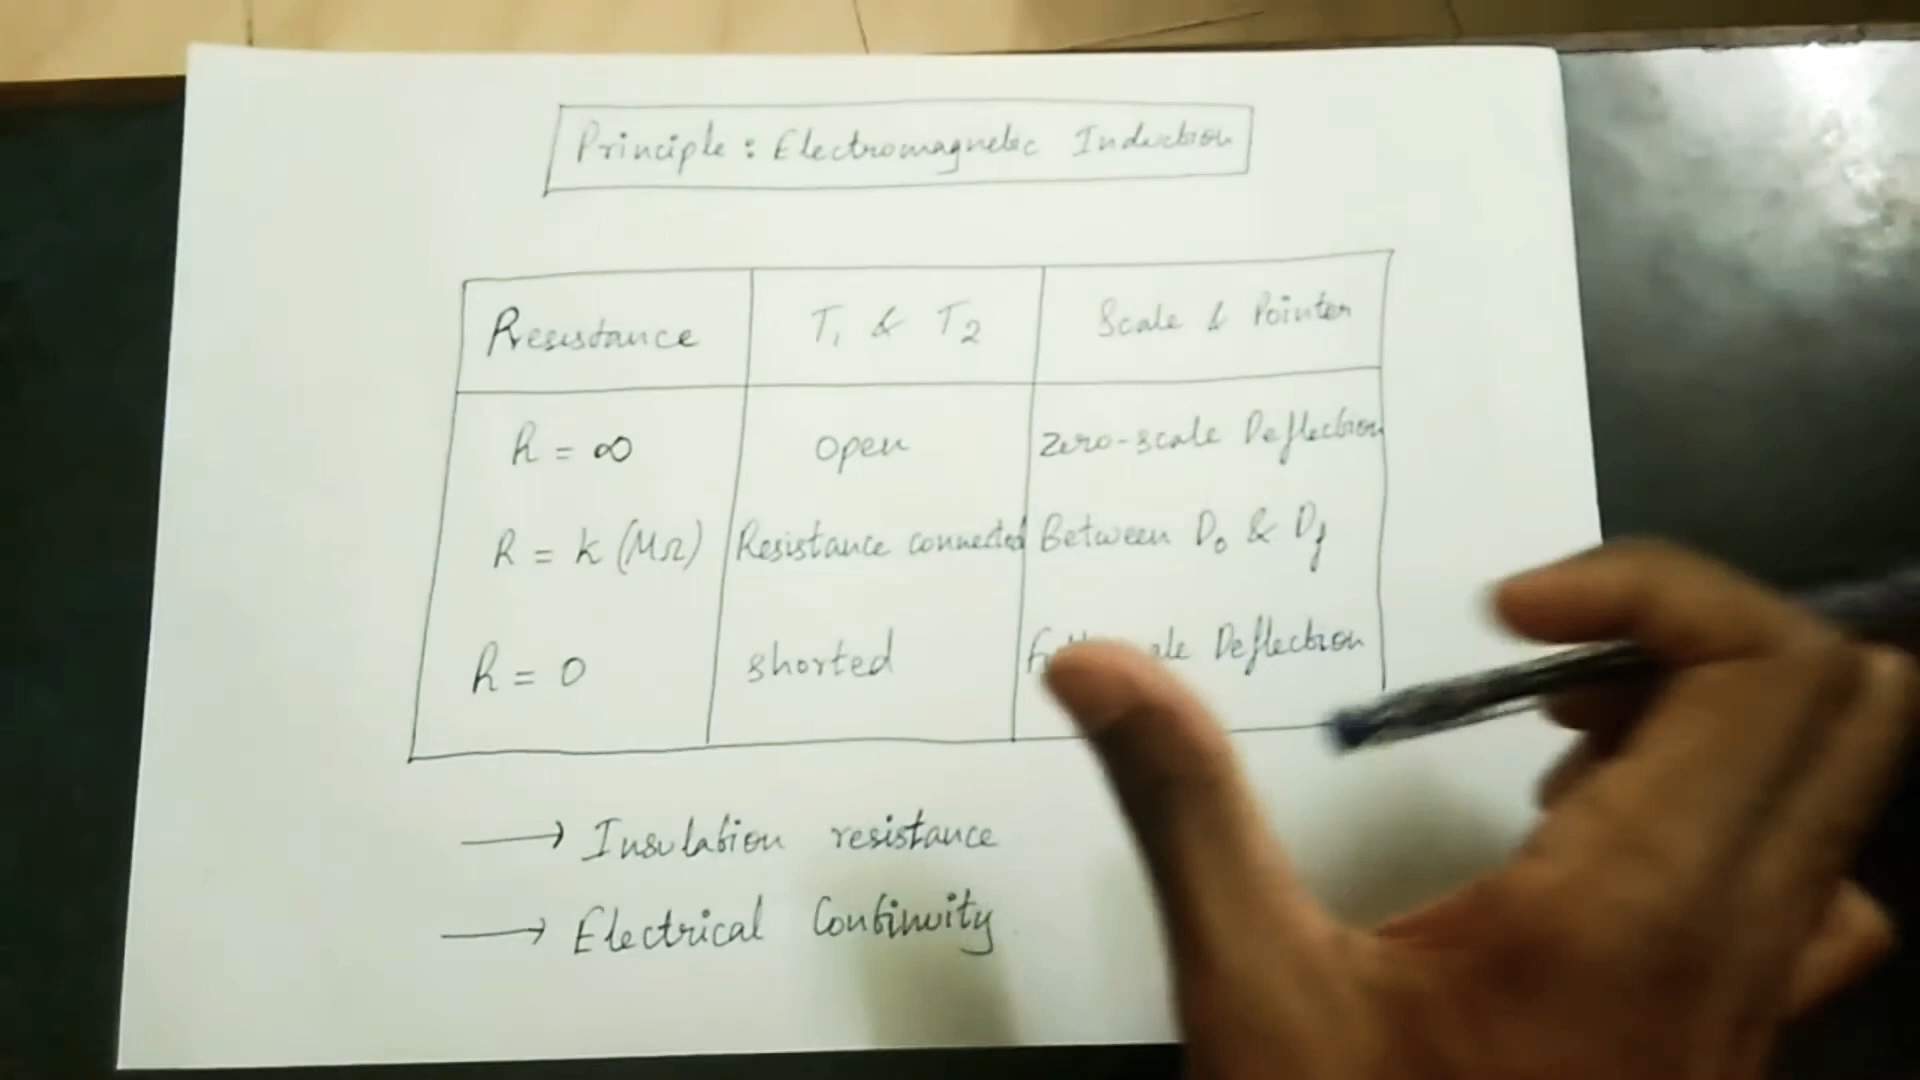 Principle: Electromagnetic Induction
Resistance T₁ & T₂ Scale & Pointer
R = ∞ open zero-scale Deflection
R = k (MΩ) Resistance connected Between D₀ & Df
R = 0 shorted Deflection
→ Insulation resistance
→ Electrical Continuity